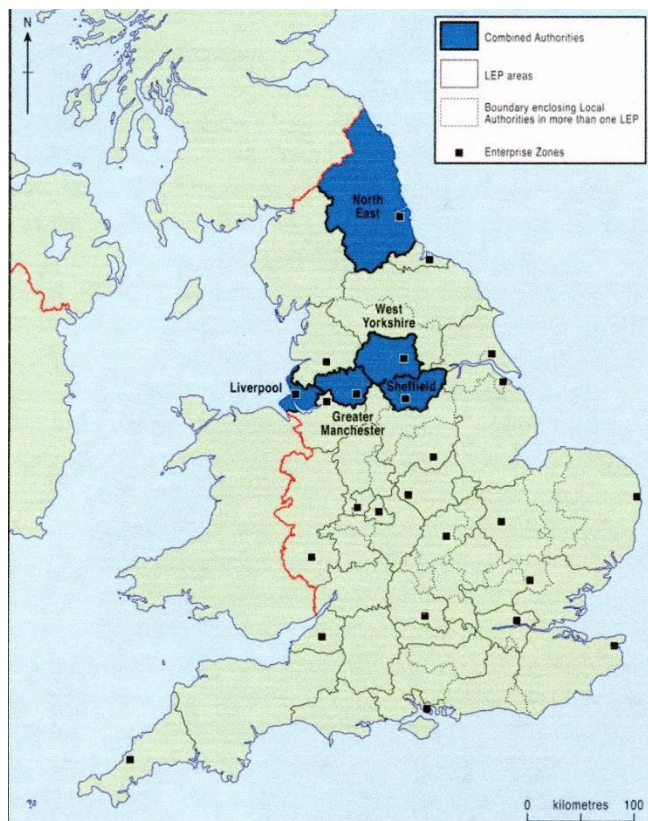 N
Combined Authorities
LEP areas
Boundary enclosing Local
Authorities in more than one LEP
Enterprise Zones
North
East
West
Yorkshire
Liverpool
Sheffield
Greater
Manchester
0 kilometres 100